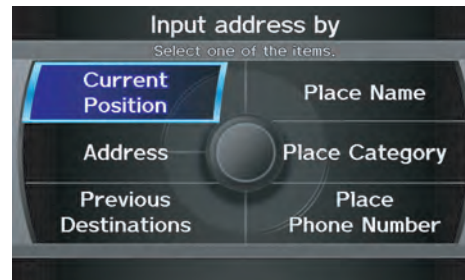 Input address by
Select one of the items.
Current
Position
Place Name
Address
Place Category
Previous
Destinations
Place
Phone Number